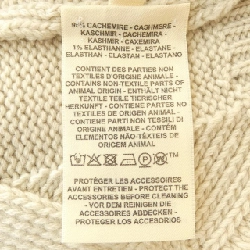 CACHEMIRE - CASHMERE -
KASCHMIR - CACHEMIRA -
KASHMIR - CAXEMIRA
1% ELASTHANNE - ELASTANE
ELASTHAN - ELASTAN - ELASTANO
CONTIENT DES PARTIES NON
TEXTILES D'ORIGINE ANIMALE -
CONTAINS NON-TEXTILE PARTS OF
ANIMAL ORIGIN - ENTHÄLT NICHT
TEXTILE TEILE TIERISCHER
HERKUNFT - CONTIENE PARTES NO
TEXTILES DE ORIGEN ANIMAL -
CONTIENE PARTI NON TESSILI DI
ORIGINE ANIMALE - CONTÉM
ELEMENTOS NÃO-TÊXTEIS DE
ORIGEM ANIMAL
P
PROTÉGER LES ACCESSOIRES
AVANT ENTRETIEN - PROTECT THE
ACCESSORIES BEFORE CLEANING
- VOR DEM REINIGEN DIE
ACCESSOIRES ABDECKEN -
PROTEGER LOS ACCESORIOS